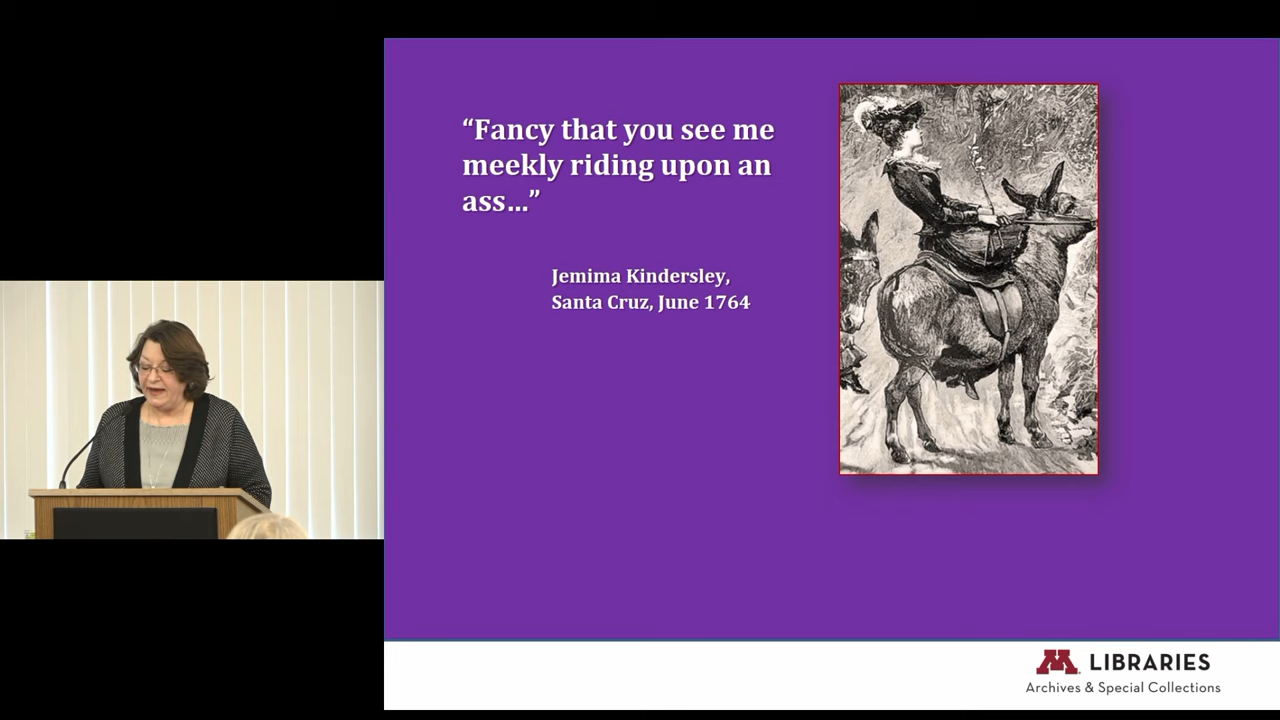 “Fancy that you see me
meekly riding upon an
ass...”
Jemima Kindersley,
Santa Cruz, June 1764
M LIBRARIES
Archives & Special Collections